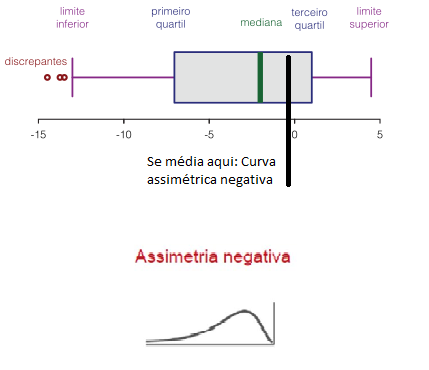 limite
inferior
primeiro
quartil
mediana
terceiro
quartil
limite
superior
discrepantes
-15
-10
-5
0
5
Se média aqui: Curva
assimétrica negativa
Assimetria negativa